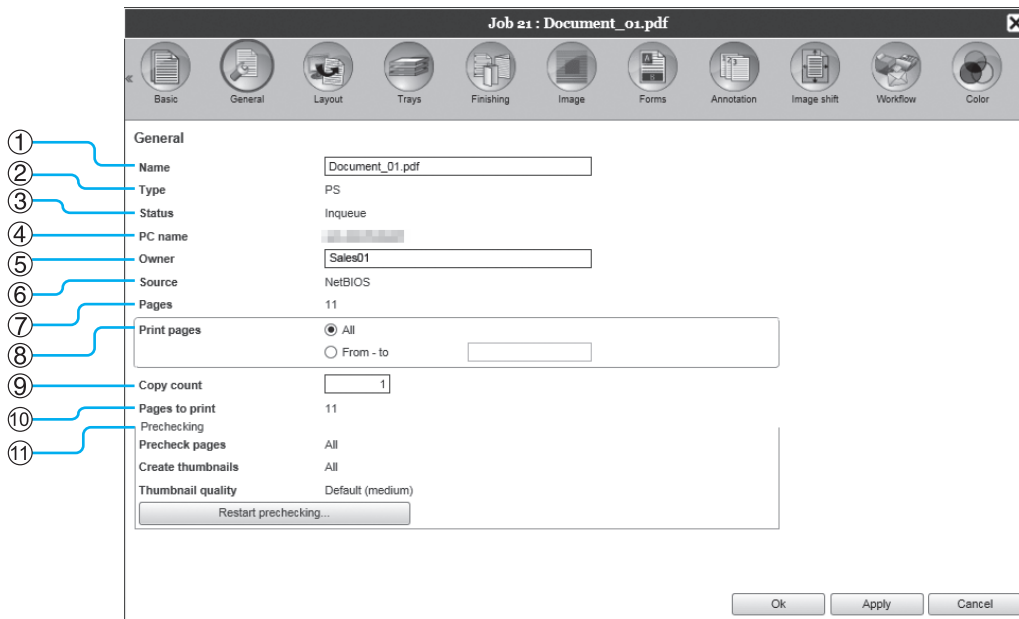 Job 21 : Document_01.pdf
Basic General Layout Trays Finishing Image Forms Annotation Image shift Workflow Color
General
① Name Document_01.pdf
② Type PS
③ Status Inqueue
④ PC name
⑤ Owner Sales01
⑥ Source NetBIOS
⑦ Pages 11
⑧ Print pages All
From - to
⑨ Copy count 1
⑩ Pages to print 11
⑪ Prechecking
Precheck pages All
Create thumbnails All
Thumbnail quality Default (medium)
Restart prechecking...
Ok Apply Cancel